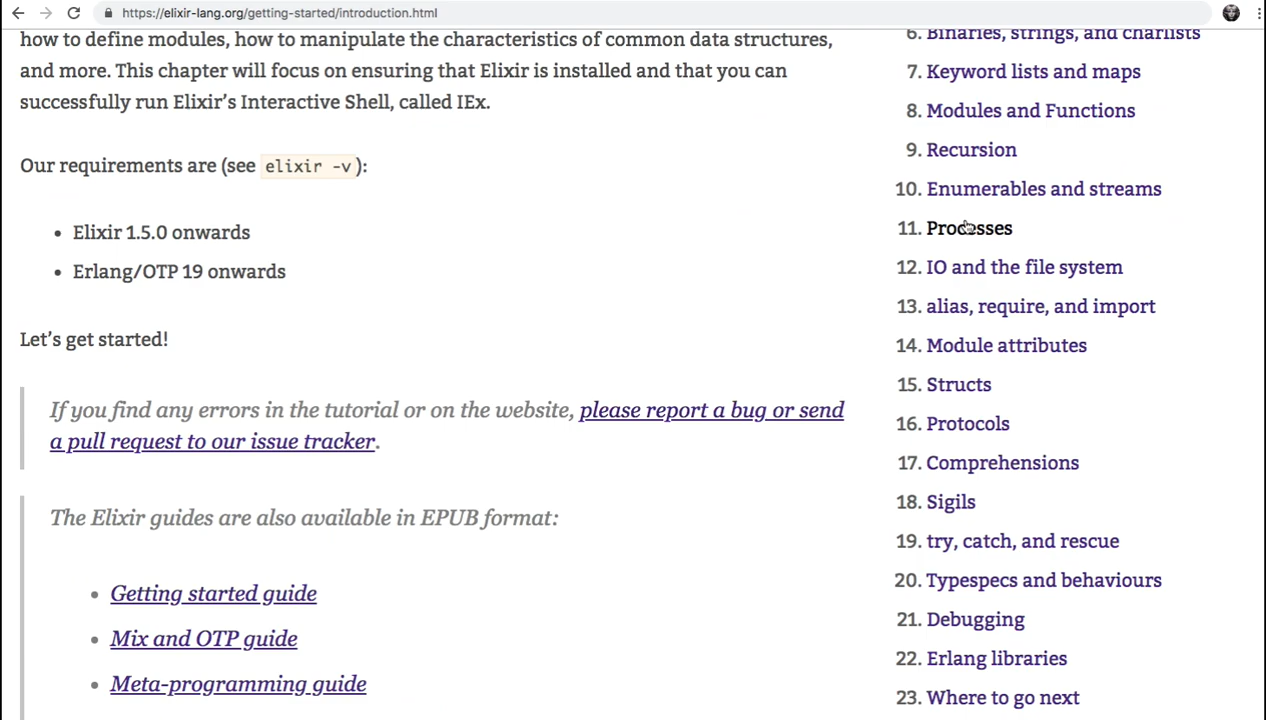 https://elixir-lang.org/getting-started/introduction.html
how to define modules, how to manipulate the characteristics of common data structures,
and more. This chapter will focus on ensuring that Elixir is installed and that you can
successfully run Elixir’s Interactive Shell, called IEx.
Our requirements are (see elixir -v):
• Elixir 1.5.0 onwards
• Erlang/OTP 19 onwards
Let’s get started!
If you find any errors in the tutorial or on the website, please report a bug or send
a pull request to our issue tracker.
The Elixir guides are also available in EPUB format:
• Getting started guide
• Mix and OTP guide
• Meta-programming guide
6. Binaries, strings, and charlists
7. Keyword lists and maps
8. Modules and Functions
9. Recursion
10. Enumerables and streams
11. Processes
12. IO and the file system
13. alias, require, and import
14. Module attributes
15. Structs
16. Protocols
17. Comprehensions
18. Sigils
19. try, catch, and rescue
20. Typespecs and behaviours
21. Debugging
22. Erlang libraries
23. Where to go next